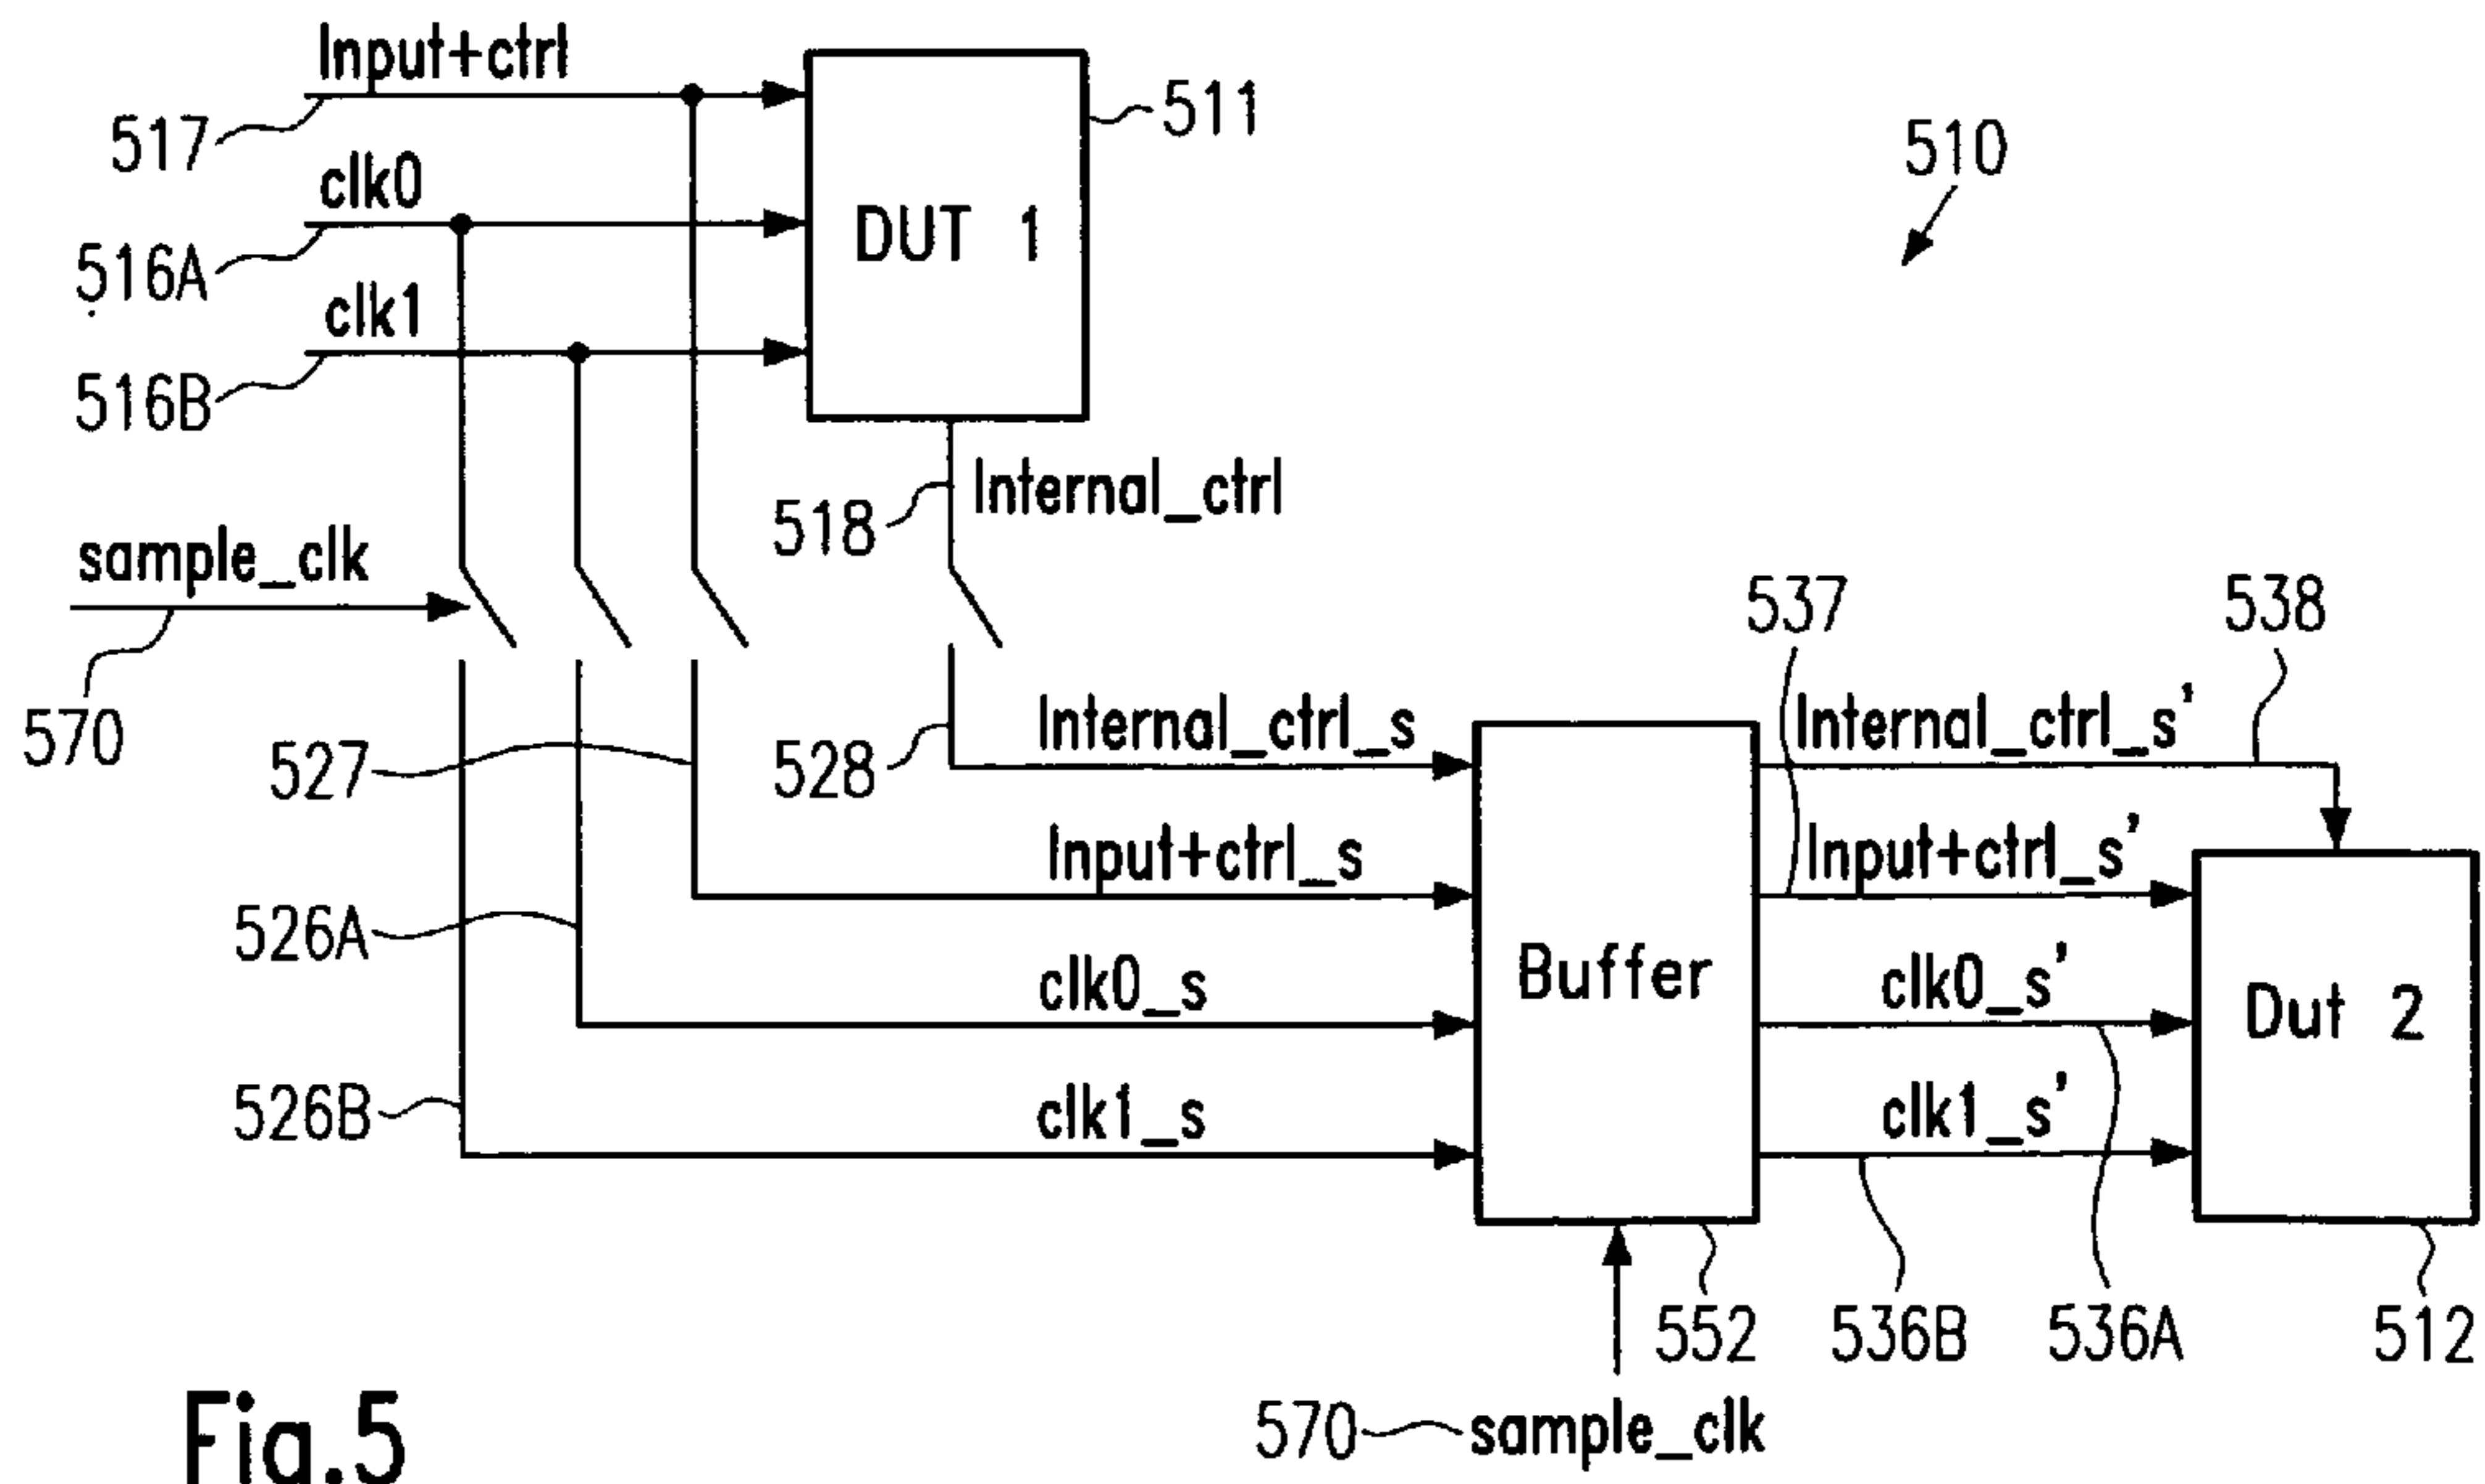 Input+ctrl
517
511
510
clk0
516A
DUT 1
clk1
516B
518
Internal_ctrl
sample_clk
570
537
538
527
528
Internal_ctrl_s
Internal_ctrl_s'
Input+ctrl_s
Input+ctrl_s'
526A
Buffer
clk0_s
clk0_s'
Dut 2
526B
clk1_s
clk1_s'
552
536B
536A
512
570
sample_clk
Fig.5